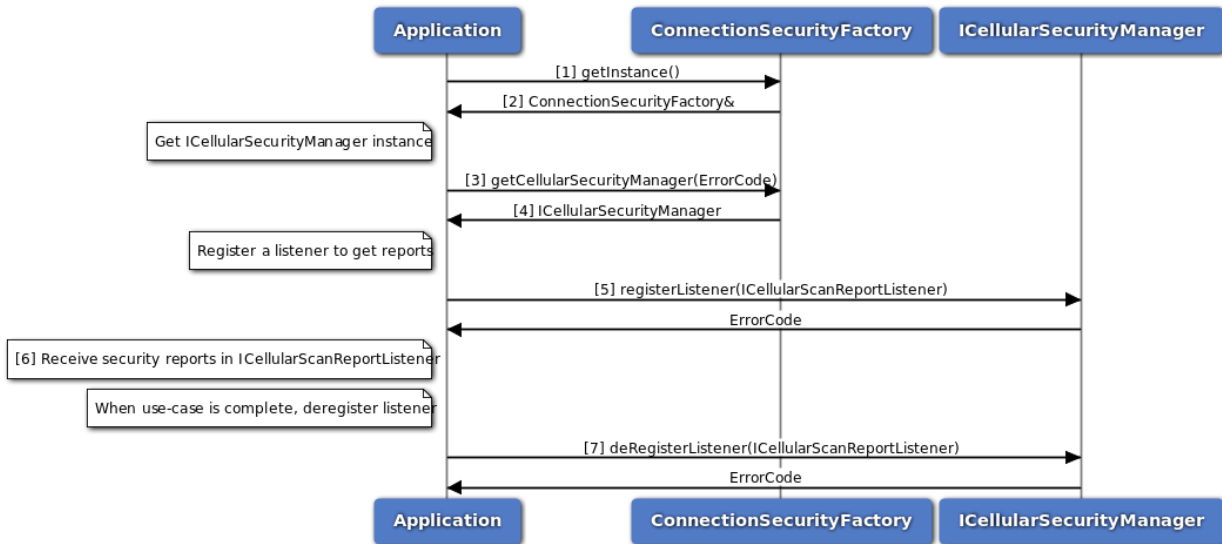 Application
ConnectionSecurityFactory
ICellularSecurityManager
[1] getInstance()
[2] ConnectionSecurityFactory&
Get ICellularSecurityManager instance
[3] getCellularSecurityManager(ErrorCode)
[4] ICellularSecurityManager
Register a listener to get reports
[5] registerListener(ICellularScanReportListener)
ErrorCode
[6] Receive security reports in ICellularScanReportListener
When use-case is complete, deregister listener
[7] deRegisterListener(ICellularScanReportListener)
ErrorCode
Application
ConnectionSecurityFactory
ICellularSecurityManager